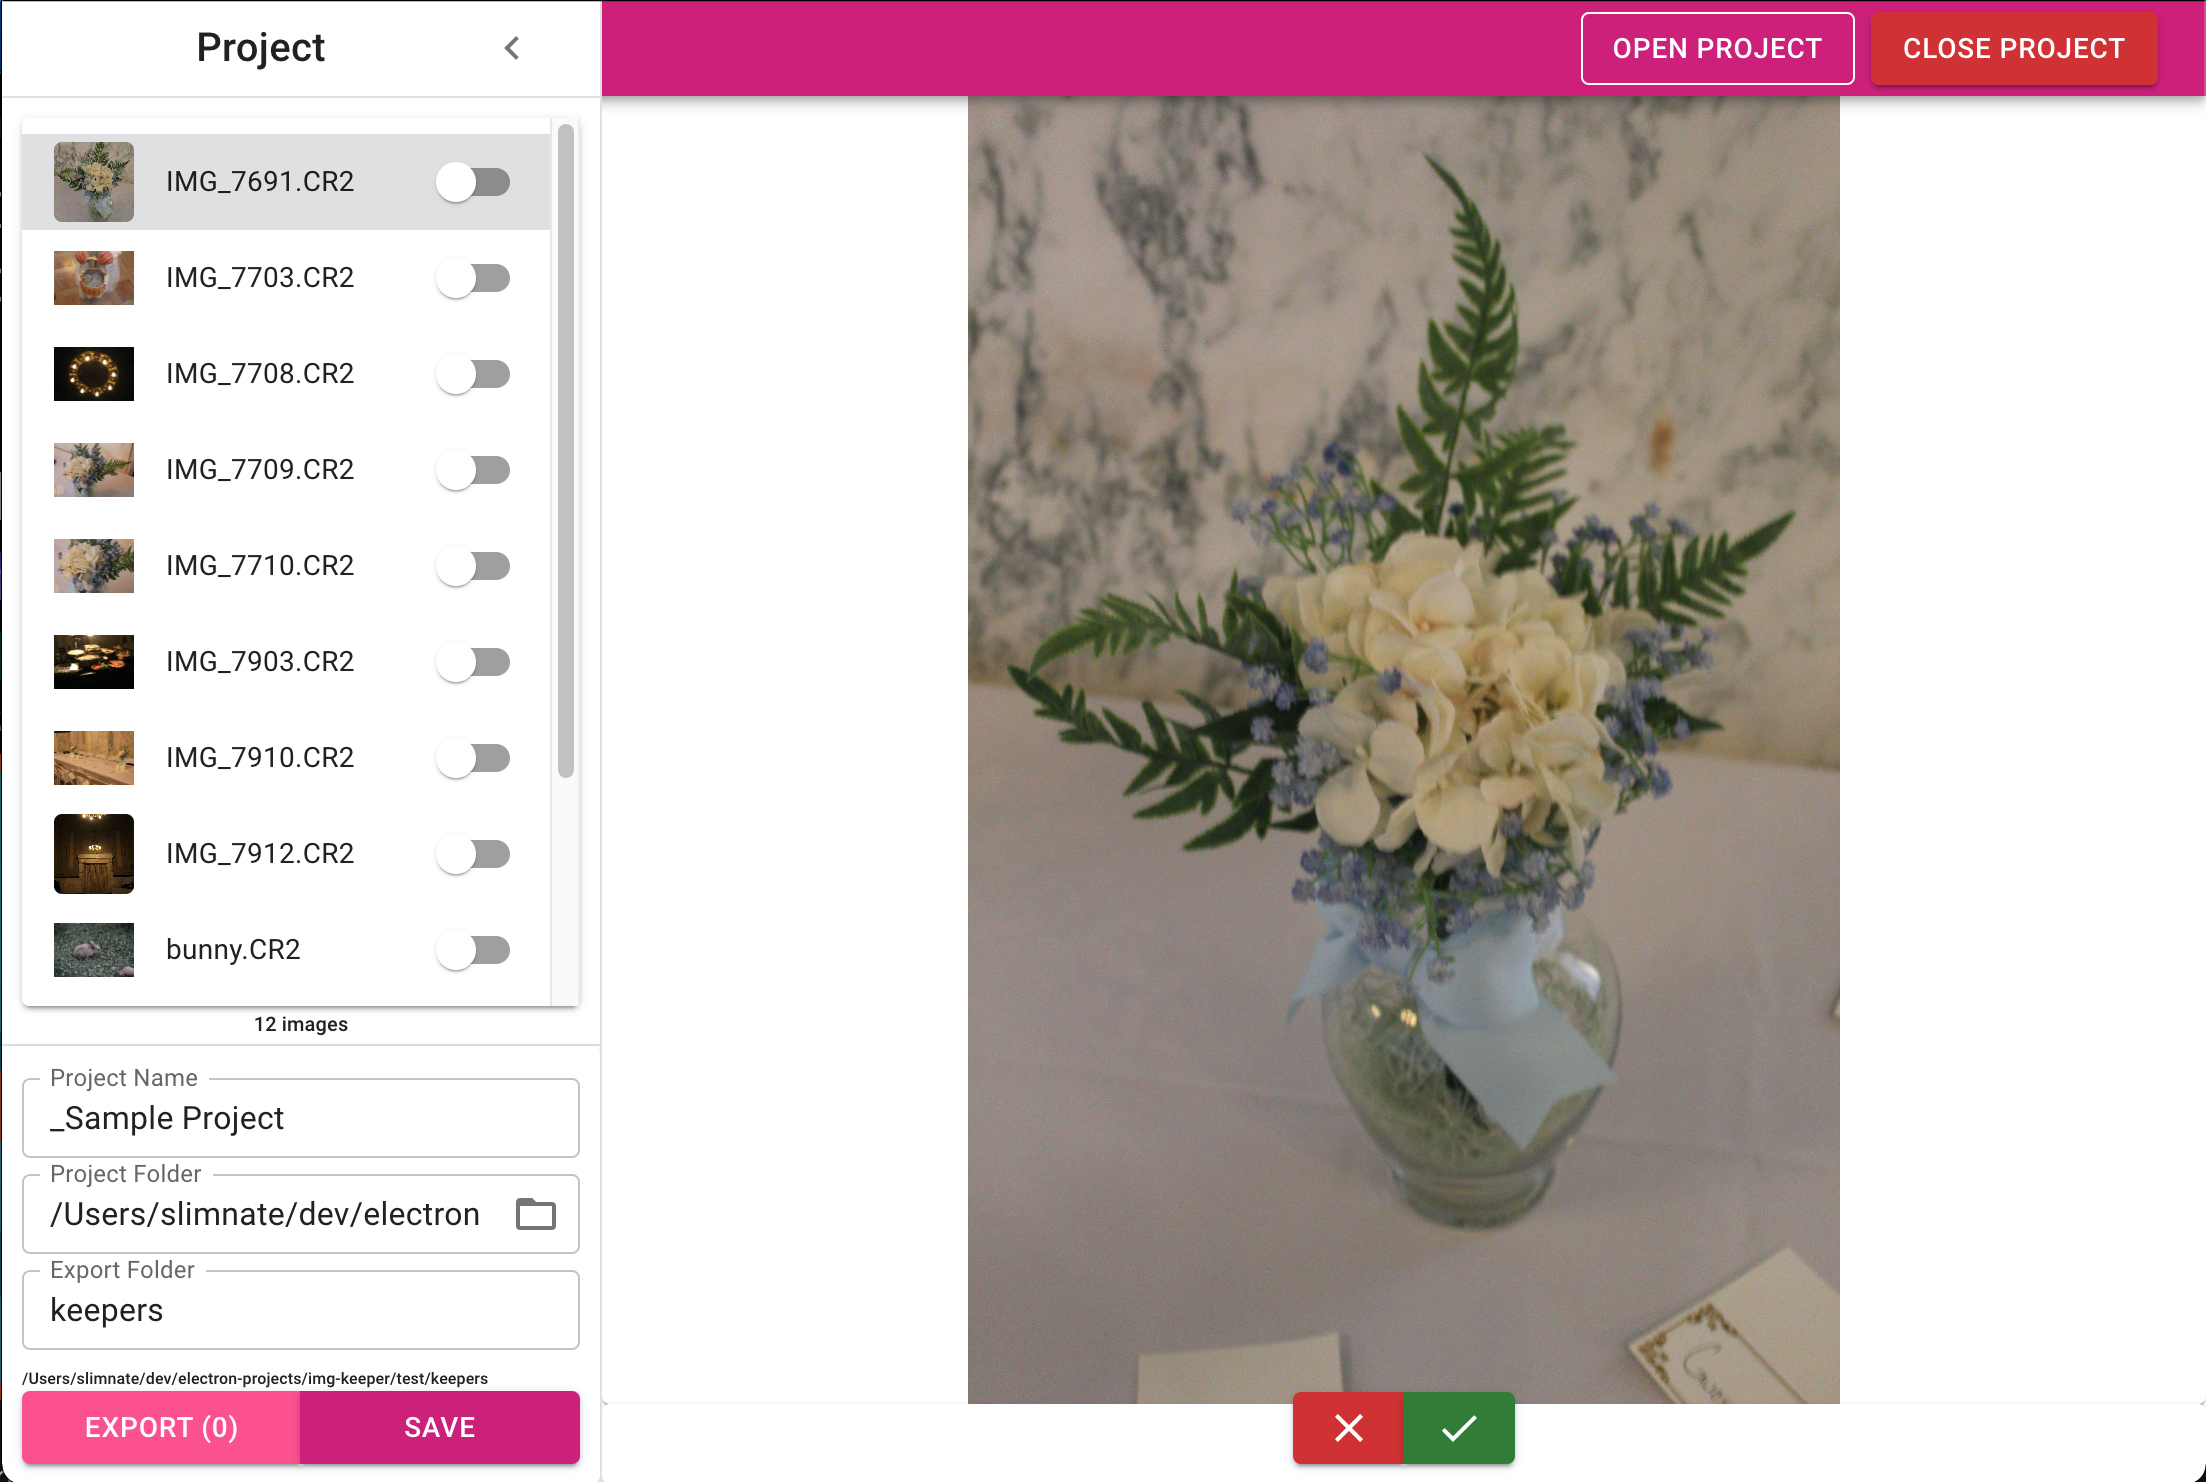 Project
OPEN PROJECT
CLOSE PROJECT
IMG_7691.CR2
IMG_7703.CR2
IMG_7708.CR2
IMG_7709.CR2
IMG_7710.CR2
IMG_7903.CR2
IMG_7910.CR2
IMG_7912.CR2
bunny.CR2
12 images
Project Name
_Sample Project
Project Folder
/Users/slimnate/dev/electron
Export Folder
keepers
/Users/slimnate/dev/electron-projects/img-keeper/test/keepers
EXPORT (0)
SAVE